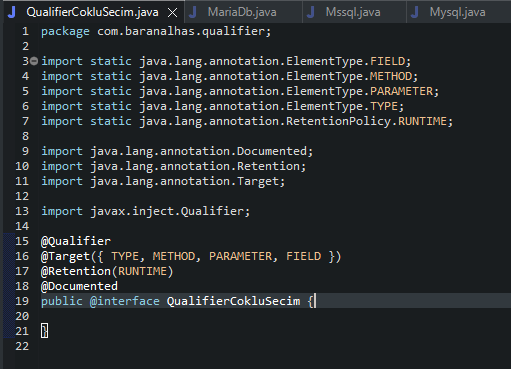 QualifierCokluSecim.java MariaDb.java Mssql.java Mysql.java
1 package com.baranalhas.qualifier;
2
3 import static java.lang.annotation.ElementType.FIELD;
4 import static java.lang.annotation.ElementType.METHOD;
5 import static java.lang.annotation.ElementType.PARAMETER;
6 import static java.lang.annotation.ElementType.TYPE;
7 import static java.lang.annotation.RetentionPolicy.RUNTIME;
8
9 import java.lang.annotation.Documented;
10 import java.lang.annotation.Retention;
11 import java.lang.annotation.Target;
12
13 import javax.inject.Qualifier;
14
15 @Qualifier
16 @Target({ TYPE, METHOD, PARAMETER, FIELD })
17 @Retention(RUNTIME)
18 @Documented
19 public @interface QualifierCokluSecim {
20
21 }
22